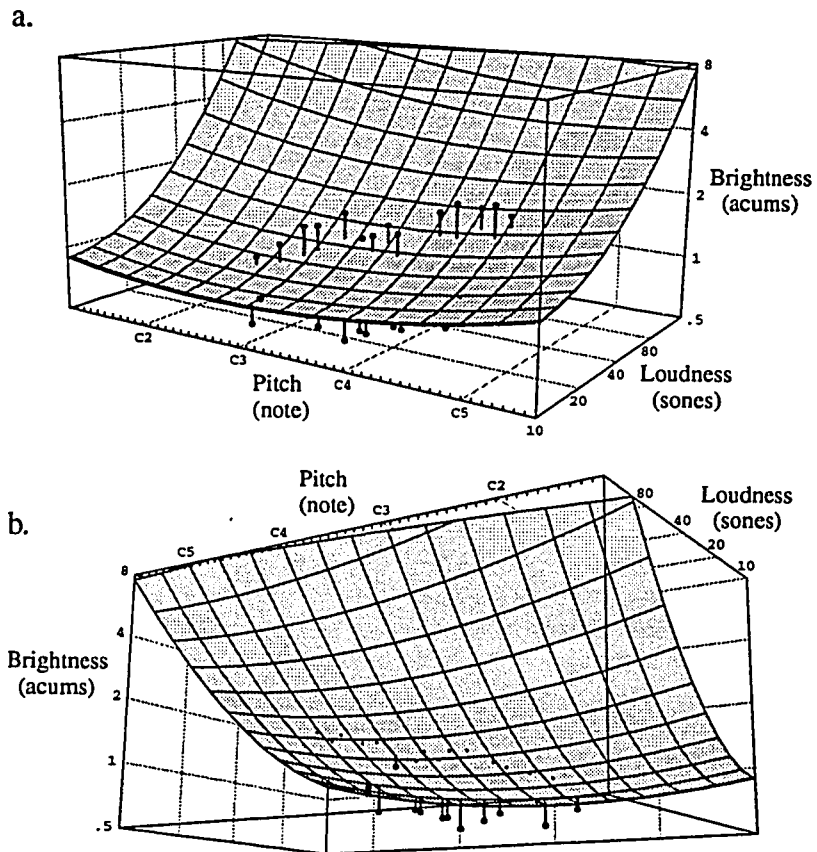 a.
8
4
Brightness
(acums)
2
1
.5
C2
C3
C4
C5
Pitch
(note)
10
20
40
80
Loudness
(sones)
b.
Pitch
(note)
C5
C4
C3
C2
80
40
20
10
Loudness
(sones)
8
4
Brightness
(acums)
2
1
.5